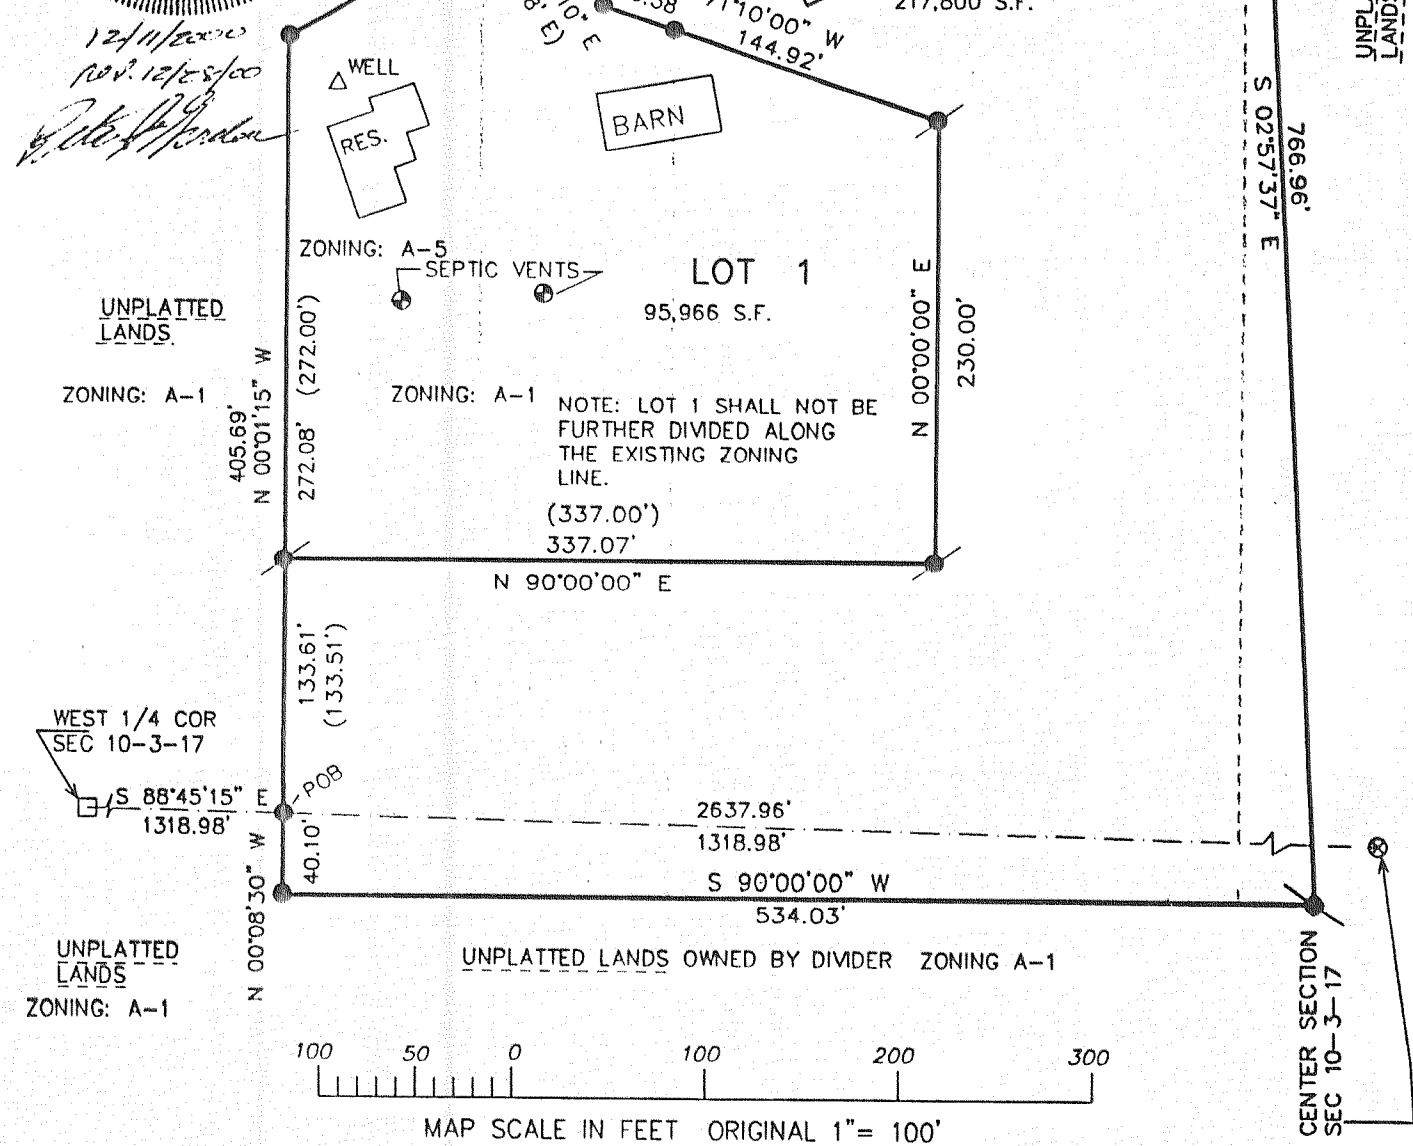 12/11/2000
REV. 12/28/00
WELL
RES.
BARN
10" E
8' E)
71°10'00" W
144.92'
217,800 S.F.
UNPLATTED
LANDS.
ZONING: A-1
ZONING: A-5
SEPTIC VENTS
LOT 1
95,966 S.F.
ZONING: A-1
NOTE: LOT 1 SHALL NOT BE
FURTHER DIVIDED ALONG
THE EXISTING ZONING
LINE.
405.69'
N 00°01'15" W
272.08' (272.00')
N 00°00'00" E
230.00'
S 02°57'37" E
766.96'
(337.00')
337.07'
N 90°00'00" E
133.61'
(133.51')
WEST 1/4 COR
SEC 10-3-17
POB
S 88°45'15" E
1318.98'
2637.96'
1318.98'
40.10'
N 00°08'30" W
S 90°00'00" W
534.03'
UNPLATTED
LANDS
ZONING: A-1
UNPLATTED LANDS OWNED BY DIVIDER ZONING A-1
CENTER SECTION
SEC 10-3-17
100 50 0 100 200 300
MAP SCALE IN FEET ORIGINAL 1"= 100'